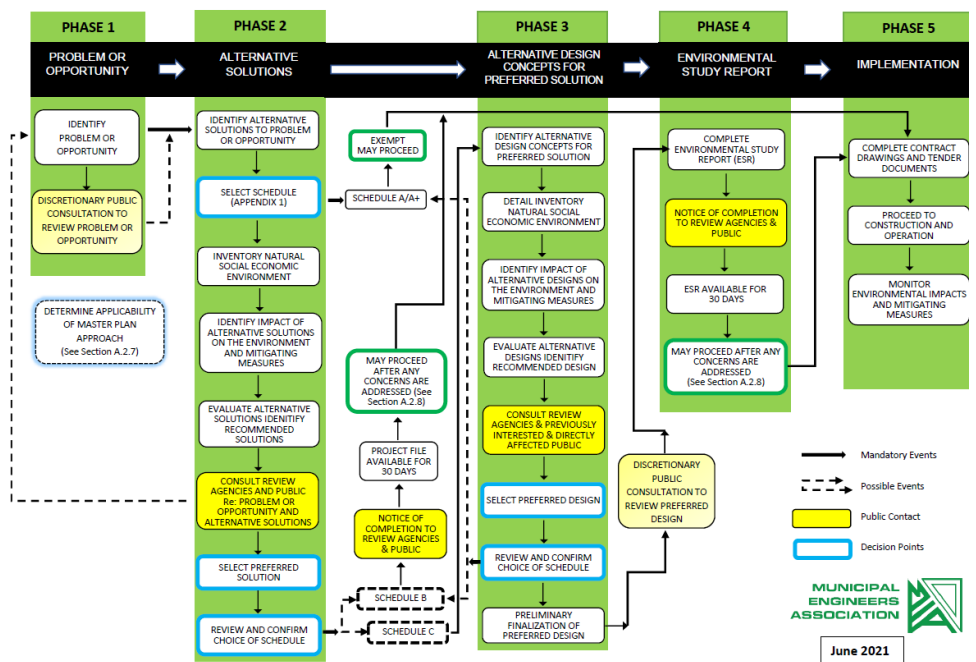 PHASE 1
PHASE 2
PHASE 3
PHASE 4
PHASE 5
PROBLEM OR
OPPORTUNITY
ALTERNATIVE
SOLUTIONS
ALTERNATIVE DESIGN
CONCEPTS FOR
PREFERRED SOLUTION
ENVIRONMENTAL
STUDY REPORT
IMPLEMENTATION
IDENTIFY
PROBLEM OR
OPPORTUNITY
DISCRETIONARY PUBLIC
CONSULTATION TO
REVIEW PROBLEM OR
OPPORTUNITY
DETERMINE APPLICABILITY
OF MASTER PLAN
APPROACH
(See Section A.2.7)
IDENTIFY ALTERNATIVE
SOLUTIONS TO PROBLEM
OR OPPORTUNITY
SELECT SCHEDULE
(APPENDIX 1)
INVENTORY NATURAL
SOCIAL ECONOMIC
ENVIRONMENT
IDENTIFY IMPACT OF
ALTERNATIVE SOLUTIONS
ON THE ENVIRONMENT
AND MITIGATING
MEASURES
EVALUATE ALTERNATIVE
SOLUTIONS IDENITIFY
RECOMMENDED
SOLUTIONS
CONSULT REVIEW
AGENCIES AND PUBLIC
Re: PROBLEM OR
OPPORTUNITY AND
ALTERNATIVE SOLUTIONS
SELECT PREFERRED
SOLUTION
REVIEW AND CONFIRM
CHOICE OF SCHEDULE
EXEMPT
MAY PROCEED
SCHEDULE A/A+
MAY PROCEED
AFTER ANY
CONCERNS ARE
ADDRESSED (See
Section A.2.8)
PROJECT FILE
AVAILABLE FOR
30 DAYS
NOTICE OF
COMPLETION TO
REVIEW AGENCIES
& PUBLIC
SCHEDULE B
SCHEDULE C
IDENTIFY ALTERNATIVE
DESIGN CONCEPTS FOR
PREFERRED SOLUTION
DETAIL INVENTORY
NATURAL SOCIAL
ECONOMIC ENVIRONMENT
IDENTIFY IMPACT OF
ALTERNATIVE DESIGNS ON
THE ENVIRONMENT AND
MITIGATING MEASURES
EVALUATE ALTERNATIVE
DESIGNS IDENITIFY
RECOMMENDED DESIGN
CONSULT REVIEW
AGENCIES & PREVIOUSLY
INTERESTED & DIRECTLY
AFFECTED PUBLIC
SELECT PREFERRED DESIGN
REVIEW AND CONFIRM
CHOICE OF SCHEDULE
PRELIMINARY
FINALIZATION OF
PREFERRED DESIGN
COMPLETE
ENVIRONMENTAL STUDY
REPORT (ESR)
NOTICE OF COMPLETION
TO REVIEW AGENCIES &
PUBLIC
ESR AVAILABLE FOR
30 DAYS
MAY PROCEED AFTER ANY
CONCERNS ARE
ADDRESSED
(See Section A.2.8)
DISCRETIONARY
PUBLIC
CONSULTATION TO
REVIEW PREFERRED
DESIGN
COMPLETE CONTRACT
DRAWINGS AND TENDER
DOCUMENTS
PROCEED TO
CONSTRUCTION AND
OPERATION
MONITOR
ENVIRONMENTAL IMPACTS
AND MITIGATING
MEASURES
Mandatory Events
Possible Events
Public Contact
Decision Points
MUNICIPAL
ENGINEERS
ASSOCIATION
June 2021